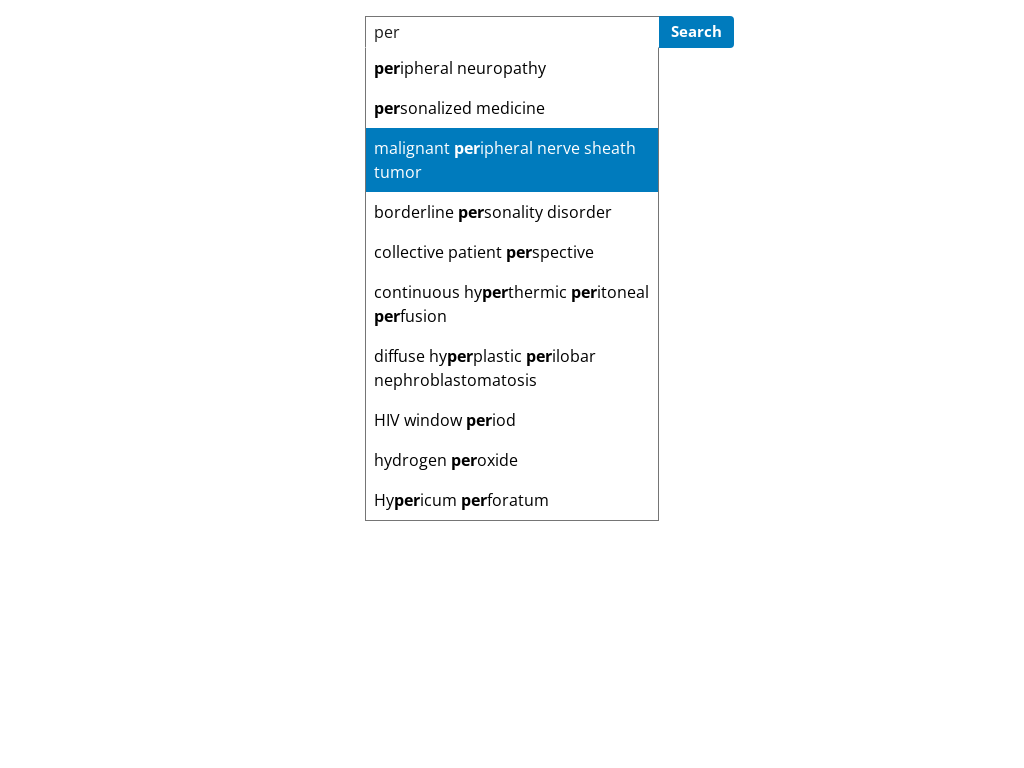 per
Search
peripheral neuropathy
personalized medicine
malignant peripheral nerve sheath
tumor
borderline personality disorder
collective patient perspective
continuous hyperthermic peritoneal
perfusion
diffuse hyperplastic perilobar
nephroblastomatosis
HIV window period
hydrogen peroxide
Hypericum perforatum